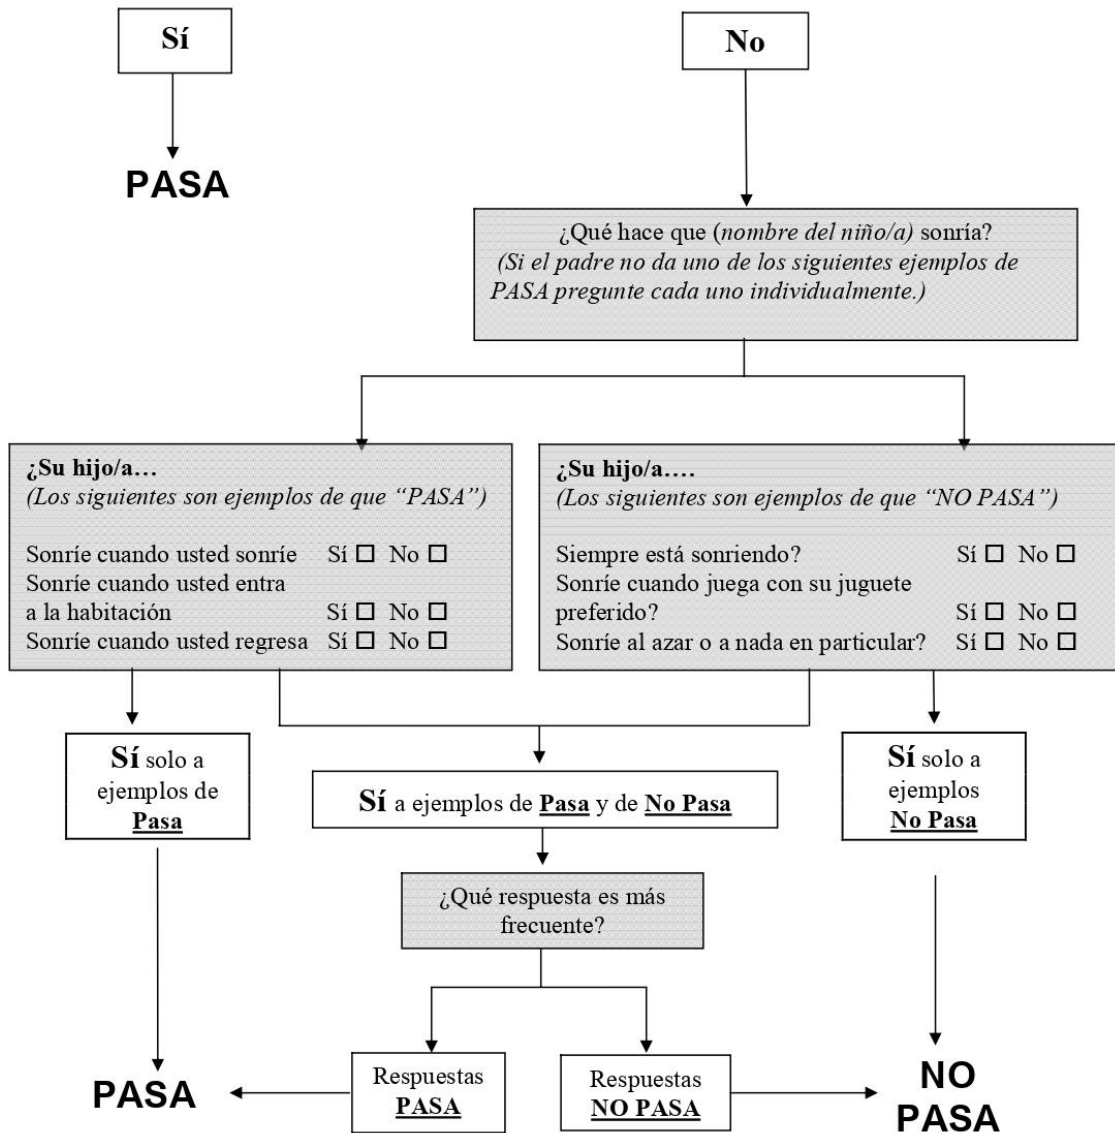 Sí
No
PASA
¿Qué hace que (nombre del niño/a) sonría?
(Si el padre no da uno de los siguientes ejemplos de
PASA pregunte cada uno individualmente.)
¿Su hijo/a…
(Los siguientes son ejemplos de que “PASA”)
Sonríe cuando usted sonríe Sí ☐ No ☐
Sonríe cuando usted entra
a la habitación Sí ☐ No ☐
Sonríe cuando usted regresa Sí ☐ No ☐
¿Su hijo/a….
(Los siguientes son ejemplos de que “NO PASA”)
Siempre está sonriendo? Sí ☐ No ☐
Sonríe cuando juega con su juguete
preferido? Sí ☐ No ☐
Sonríe al azar o a nada en particular? Sí ☐ No ☐
Sí solo a
ejemplos de
Pasa
Sí a ejemplos de Pasa y de No Pasa
Sí solo a
ejemplos
No Pasa
¿Qué respuesta es más
frecuente?
Respuestas
PASA
Respuestas
NO PASA
PASA
NO
PASA